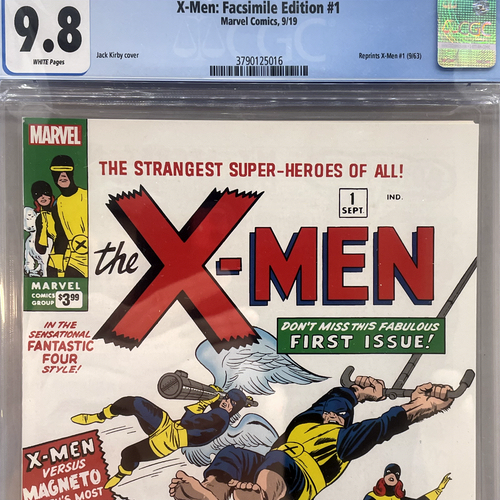 X-Men: Facsimile Edition #1
Marvel Comics, 9/19
9.8
WHITE Pages
Jack Kirby cover
Reprints X-Men #1 (9/63)
3790125016
CGC
MARVEL
THE STRANGEST SUPER-HEROES OF ALL!
1
SEPT.
IND.
the X-MEN
MARVEL
COMICS
GROUP
$3.99
DON'T MISS THIS FABULOUS
FIRST ISSUE!
IN THE
SENSATIONAL
FANTASTIC
FOUR
STYLE!
X-MEN
VERSUS
MAGNETO
MOST